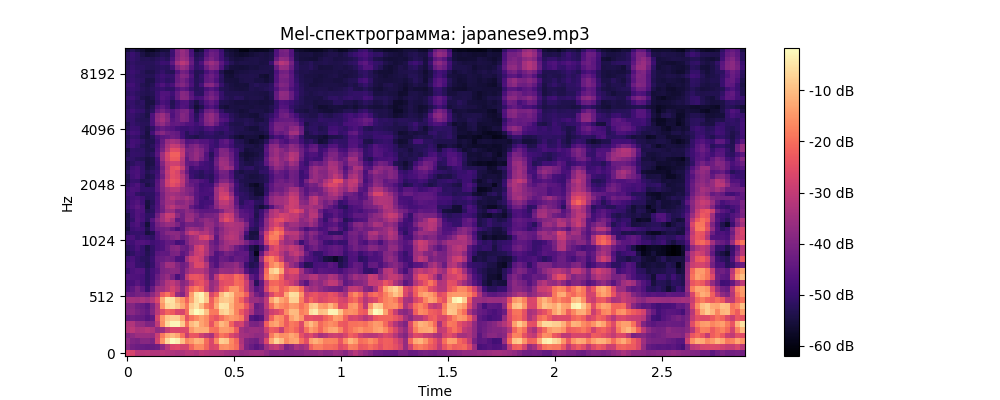 Mel-спектрограмма: japanese9.mp3
8192
4096
2048
1024
512
0
Hz
0 0.5 1 1.5 2 2.5
Time
-10 dB
-20 dB
-30 dB
-40 dB
-50 dB
-60 dB